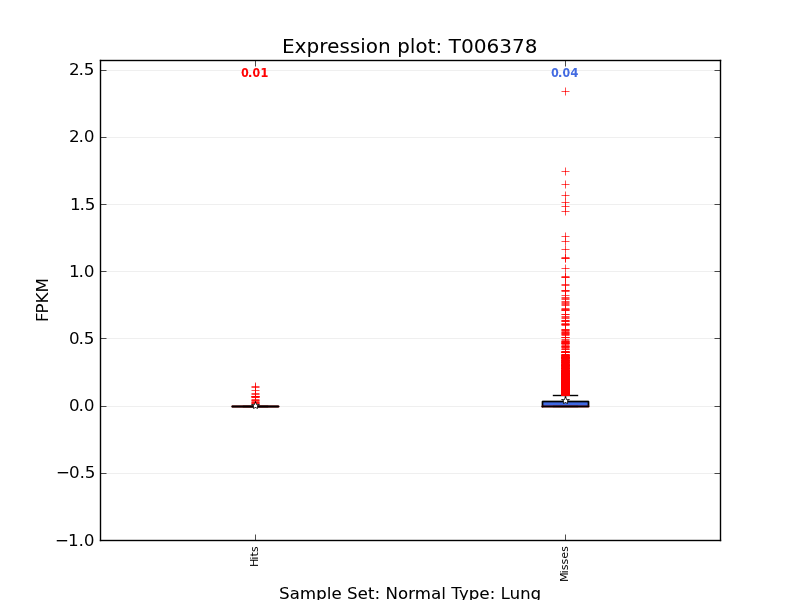 Expression plot: T006378
0.01 0.04
2.5
2.0
1.5
1.0
0.5
0.0
−0.5
−1.0
FPKM
Hits Misses
Sample Set: Normal Type: Lung